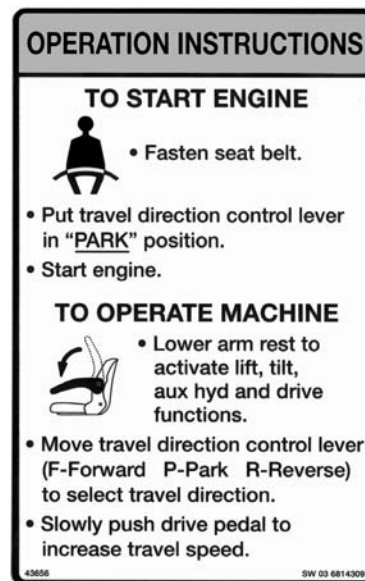 OPERATION INSTRUCTIONS
TO START ENGINE
• Fasten seat belt.
• Put travel direction control lever
in “PARK” position.
• Start engine.
TO OPERATE MACHINE
• Lower arm rest to
activate lift, tilt,
aux hyd and drive
functions.
• Move travel direction control lever
(F-Forward P-Park R-Reverse)
to select travel direction.
• Slowly push drive pedal to
increase travel speed.
43656
SW 03 6814309